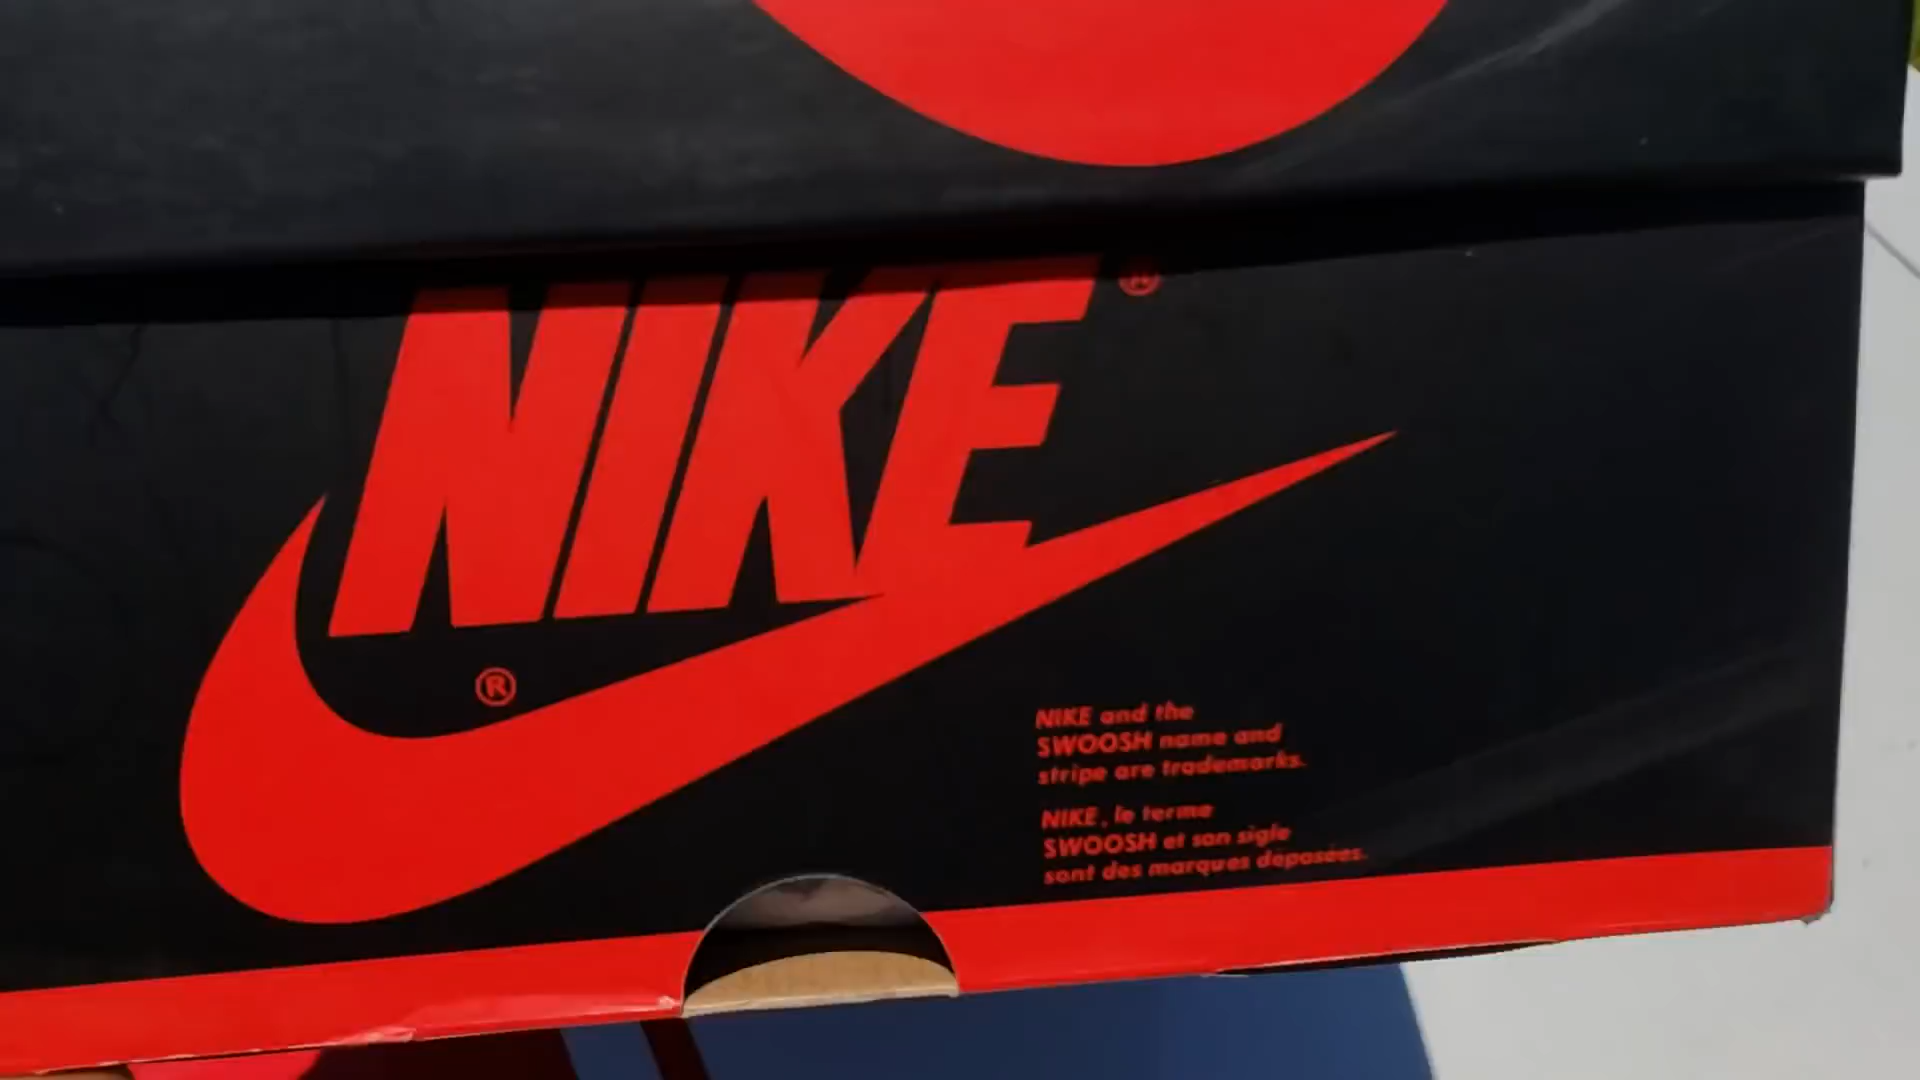 NIKE®
®
NIKE and the
SWOOSH name and
stripe are trademarks.
NIKE, le terme
SWOOSH et son sigle
sont des marques déposées.